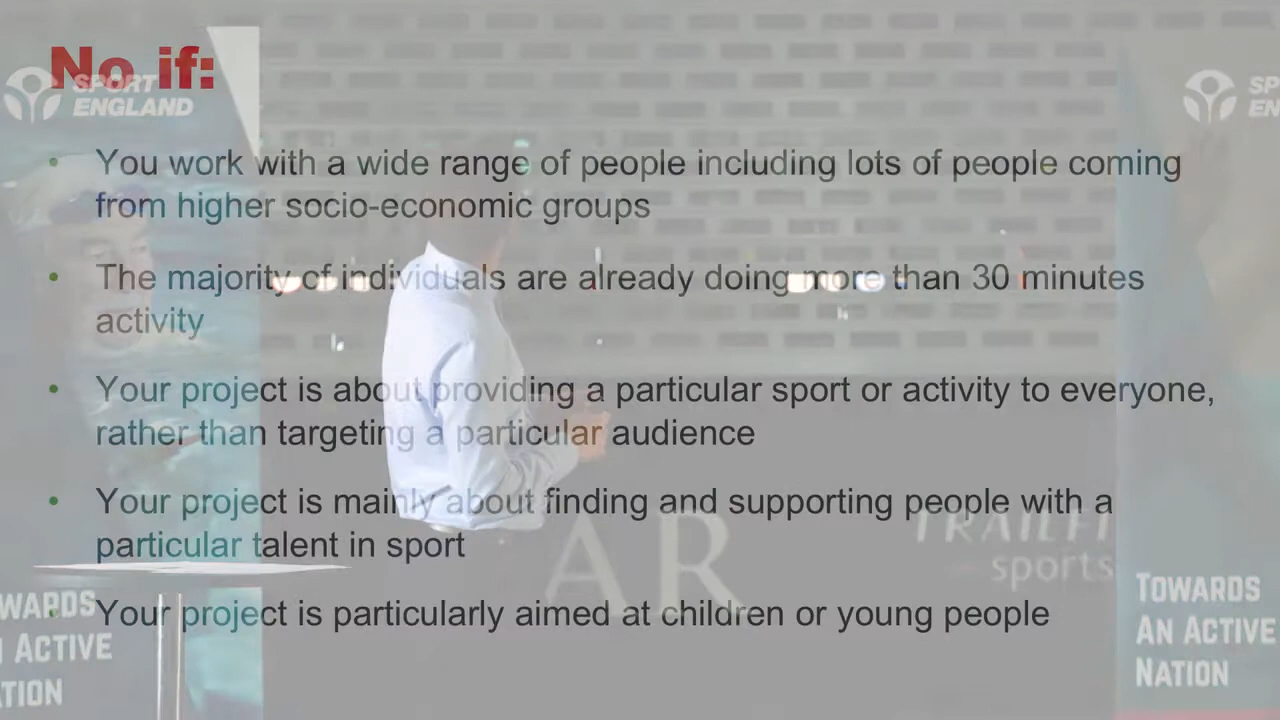 No if:
SPORT
ENGLAND
SP
EN
• You work with a wide range of people including lots of people coming
from higher socio-economic groups
• The majority of individuals are already doing more than 30 minutes
activity
• Your project is about providing a particular sport or activity to everyone,
rather than targeting a particular audience
• Your project is mainly about finding and supporting people with a
particular talent in sport
• Your project is particularly aimed at children or young people
AR
sports
WARDS
ACTIVE
TION
TOWARDS
AN ACTIVE
NATION